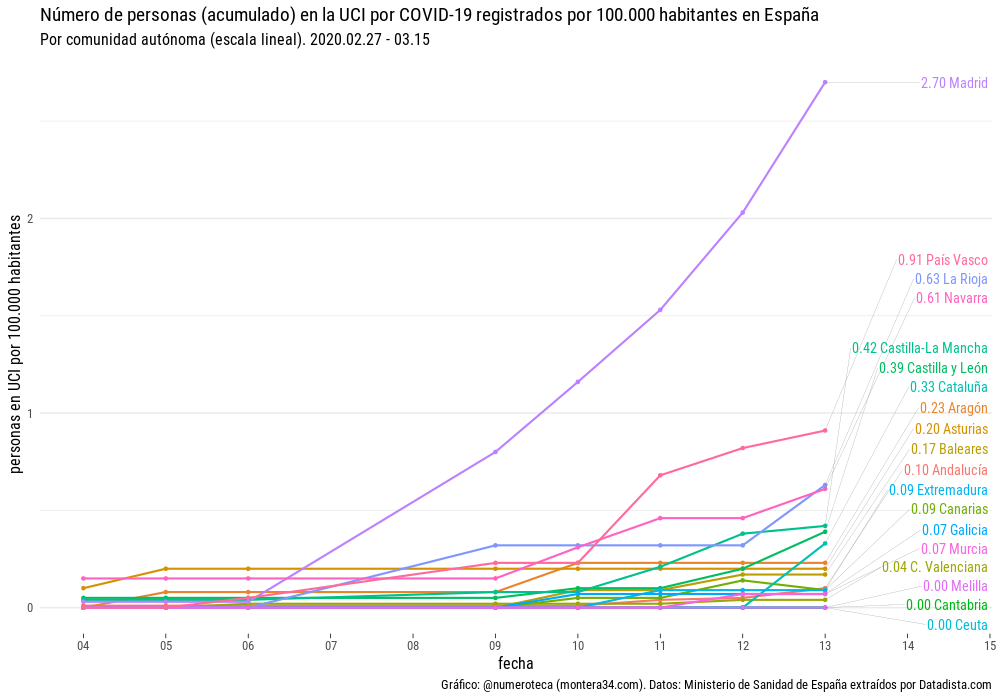 Número de personas (acumulado) en la UCI por COVID-19 registrados por 100.000 habitantes en España
Por comunidad autónoma (escala lineal). 2020.02.27 - 03.15
personas en UCI por 100.000 habitantes
2
1
0
2.70 Madrid
0.91 País Vasco
0.63 La Rioja
0.61 Navarra
0.42 Castilla-La Mancha
0.39 Castilla y León
0.33 Cataluña
0.23 Aragón
0.20 Asturias
0.17 Baleares
0.10 Andalucía
0.09 Extremadura
0.09 Canarias
0.07 Galicia
0.07 Murcia
0.04 C. Valenciana
0.00 Melilla
0.00 Cantabria
0.00 Ceuta
04 05 06 07 08 09 10 11 12 13 14 15
fecha
Gráfico: @numeroteca (montera34.com). Datos: Ministerio de Sanidad de España extraídos por Datadista.com